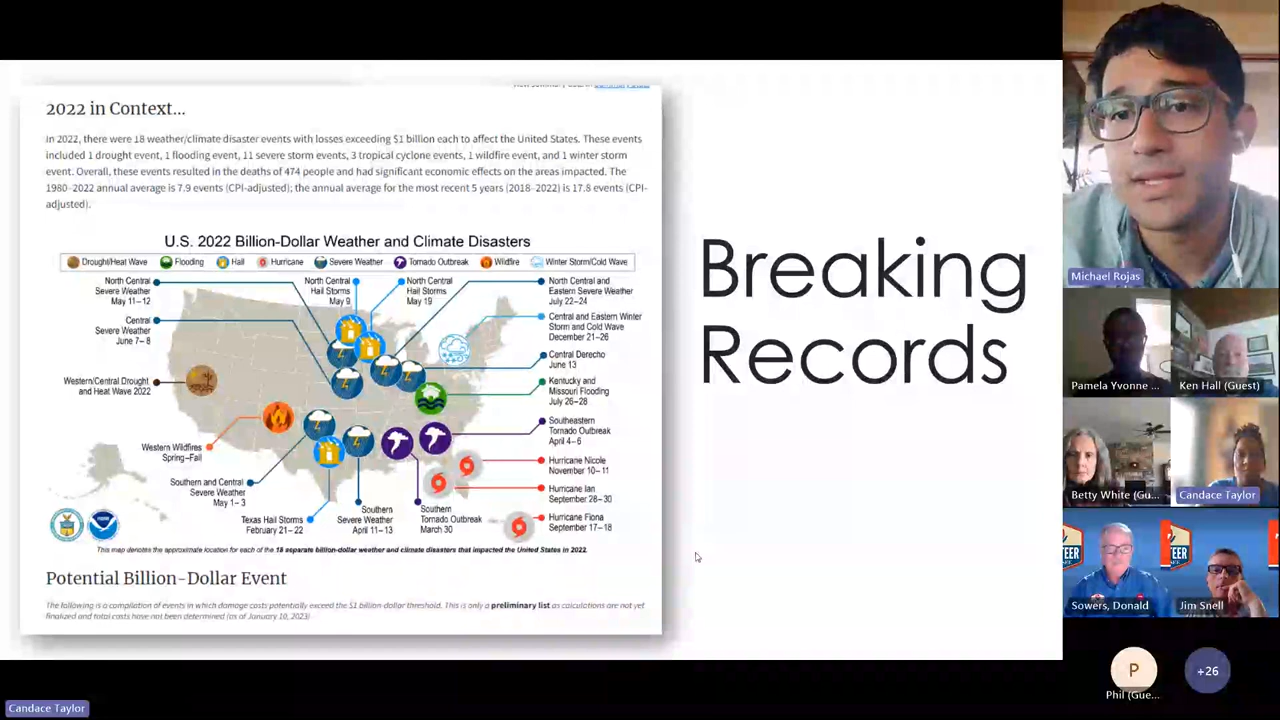 2022 in Context...
In 2022, there were 18 weather/climate disaster events with losses exceeding $1 billion each to affect the United States. These events
included 1 drought event, 1 flooding event, 11 severe storm events, 3 tropical cyclone events, 1 wildfire event, and 1 winter storm
event. Overall, these events resulted in the deaths of 474 people and had significant economic effects on the areas impacted. The
1980–2022 annual average is 7.9 events (CPI-adjusted); the annual average for the most recent 5 years (2018–2022) is 17.8 events (CPI-
adjusted).
U.S. 2022 Billion-Dollar Weather and Climate Disasters
Drought/Heat Wave
Flooding
Hail
Hurricane
Severe Weather
Tornado Outbreak
Wildfire
Winter Storm/Cold Wave
North Central
Severe Weather
May 11–12
North Central
Hail Storms
May 9
North Central
Hail Storms
May 19
North Central and
Eastern Severe Weather
July 22–24
Central
Severe Weather
June 7–8
Central and Eastern Winter
Storm and Cold Wave
December 21–26
Central Derecho
June 13
Western/Central Drought
and Heat Wave 2022
Kentucky and
Missouri Flooding
July 26–28
Southeastern
Tornado Outbreak
April 4–6
Western Wildfires
Spring–Fall
Hurricane Nicole
November 10–11
Southern and Central
Severe Weather
May 1–3
Hurricane Ian
September 28–30
Texas Hail Storms
February 21–22
Southern
Severe Weather
April 11–13
Southern
Tornado Outbreak
March 30
Hurricane Fiona
September 17–18
This map denotes the approximate location for each of the 18 separate billion-dollar weather and climate disasters that impacted the United States in 2022.
Potential Billion-Dollar Event
The following is a compilation of events in which damage costs potentially exceed the $1 billion-dollar threshold. This is only a preliminary list as calculations are not yet
finalized and total costs have not been determined (as of January 10, 2023)
Breaking
Records
Michael Rojas
Pamela Yvonne ...
Ken Hall (Guest)
Betty White (Gu...
Candace Taylor
Sowers, Donald
Jim Snell
P
+26
Phil (Gue...
Candace Taylor